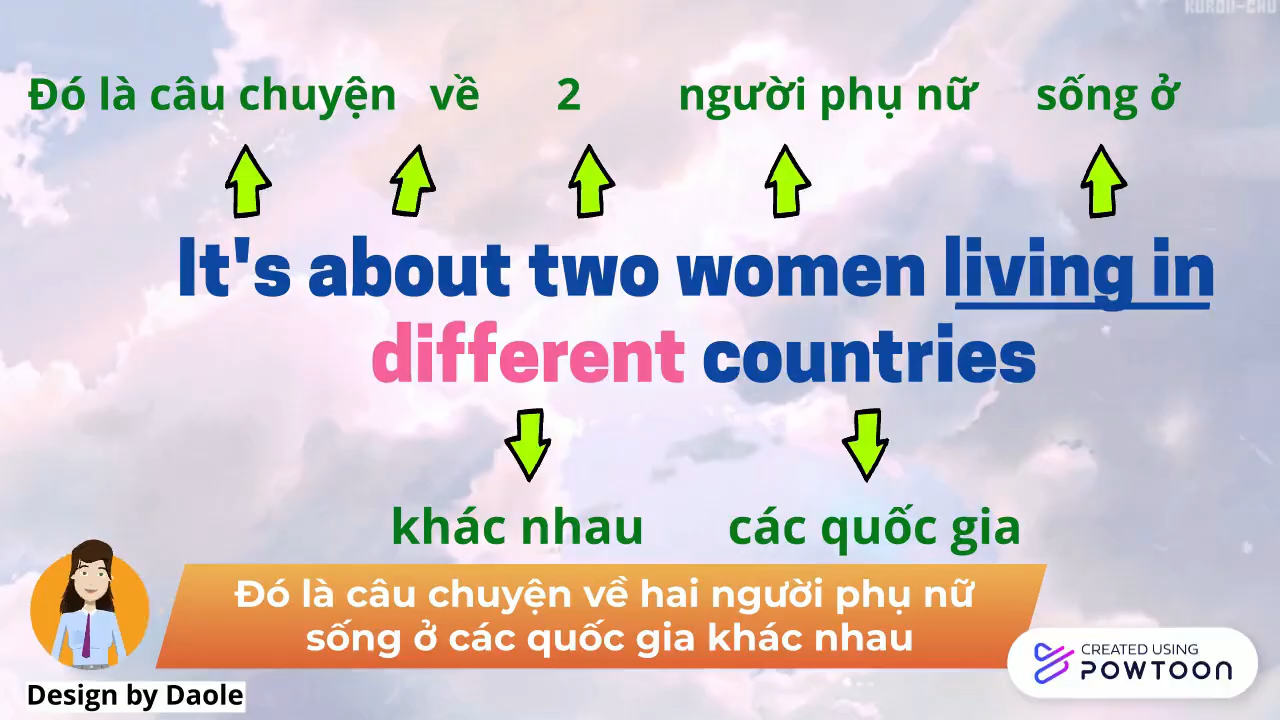 KURON-CHU
Đó là câu chuyện về 2 người phụ nữ sống ở
It's about two women living in
different countries
khác nhau các quốc gia
Đó là câu chuyện về hai người phụ nữ
sống ở các quốc gia khác nhau
CREATED USING
POWTOON
Design by Daole